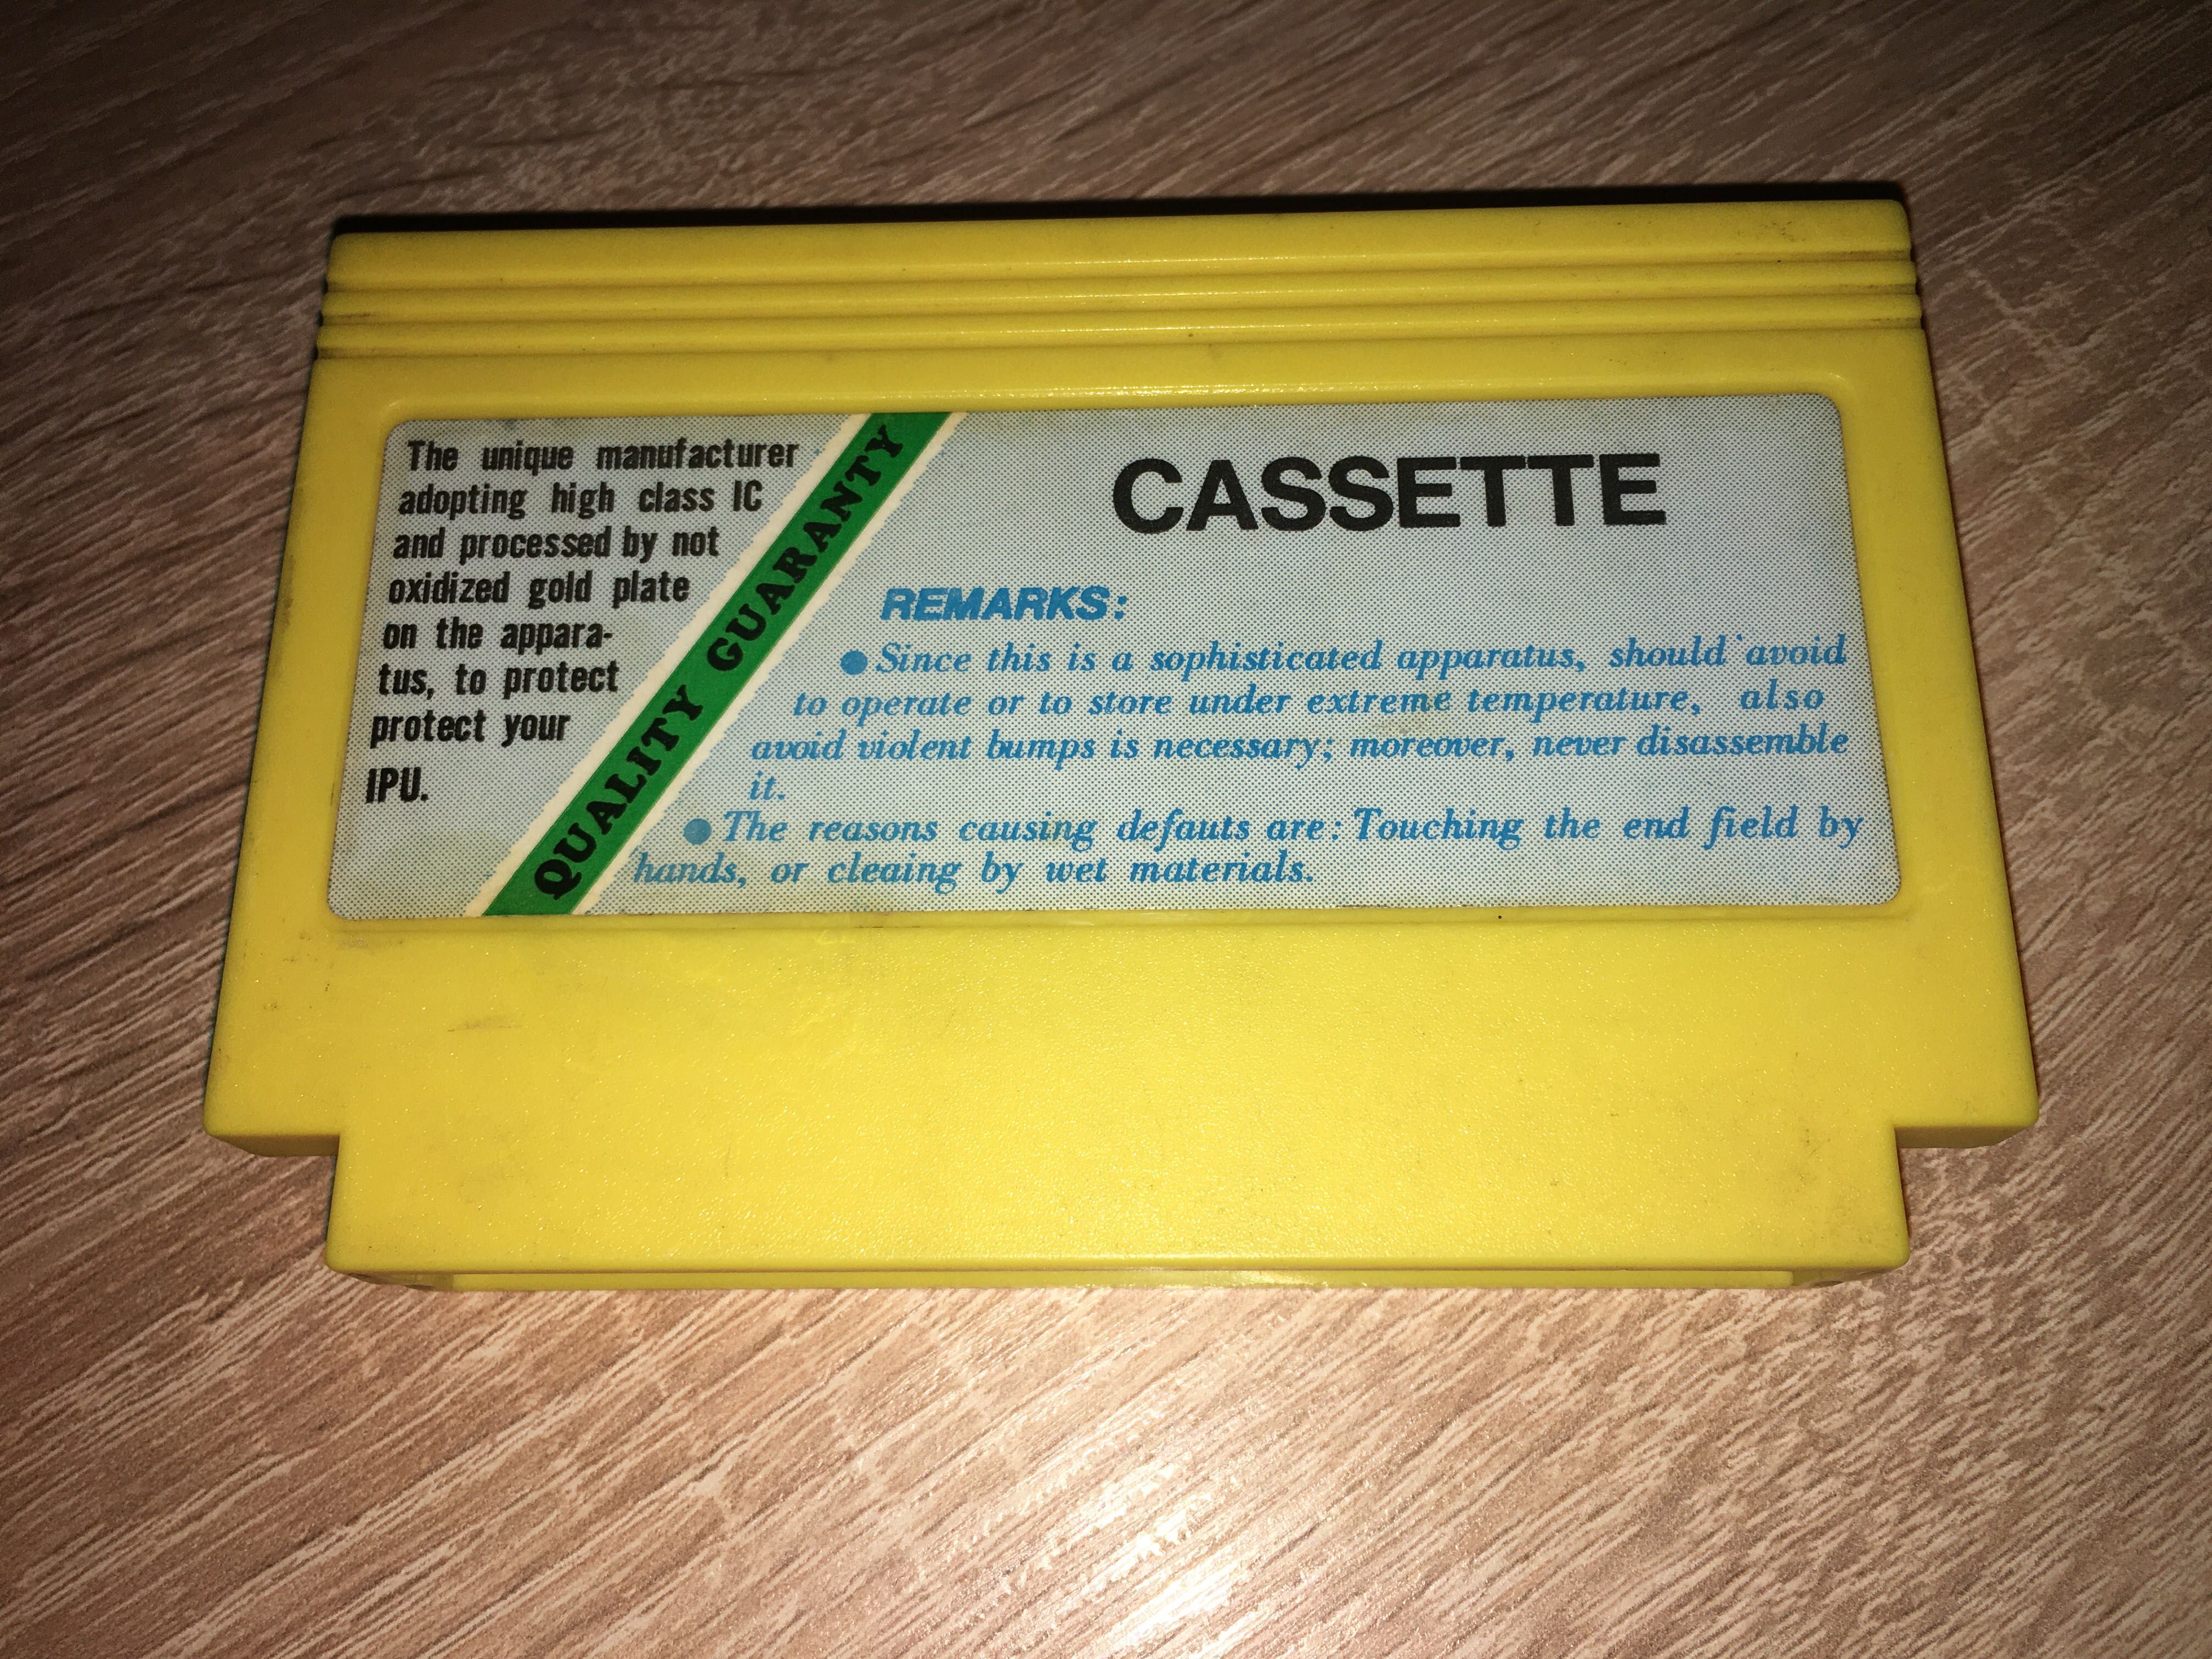 The unique manufacturer
adopting high class IC
and processed by not
oxidized gold plate
on the appara-
tus, to protect
protect your
IPU.
QUALITY GUARANTY
CASSETTE
REMARKS:
● Since this is a sophisticated apparatus, should avoid
to operate or to store under extreme temperature, also
avoid violent bumps is necessary; moreover, never disassemble
it.
● The reasons causing defauts are: Touching the end field by
hands, or cleaing by wet materials.